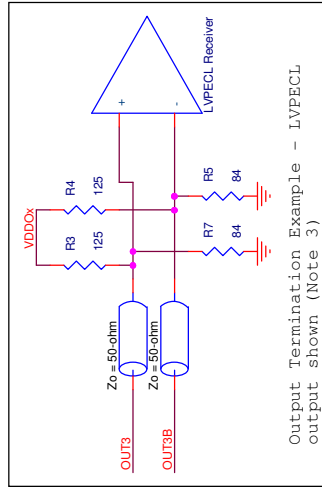 VDDOx
R3
125
R4
125
LVPECL Receiver
+
-
OUT3
Zo = 50-ohm
OUT3B
Zo = 50-ohm
R7
84
R5
84
Output Termination Example - LVPECL
output shown (Note 3)